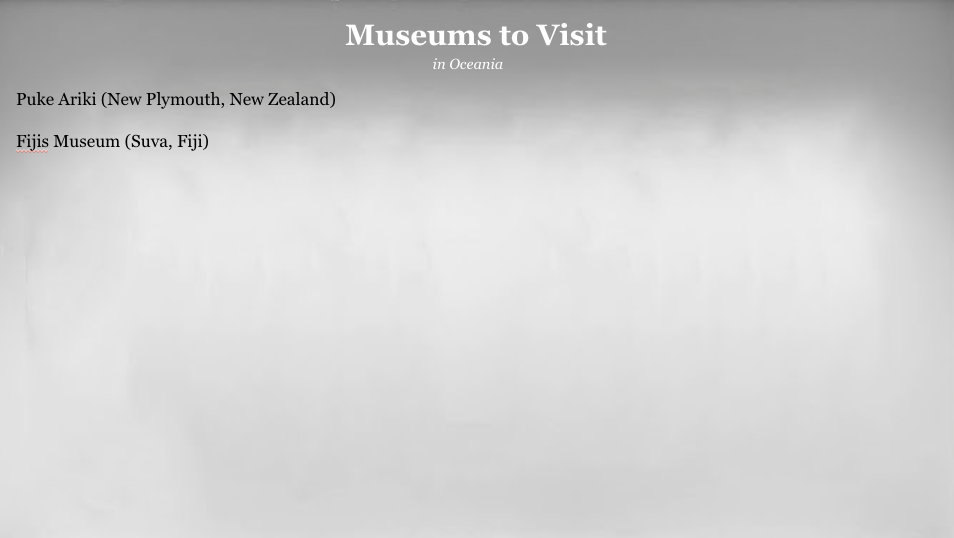 Museums to Visit
in Oceania
Puke Ariki (New Plymouth, New Zealand)
Fijis Museum (Suva, Fiji)